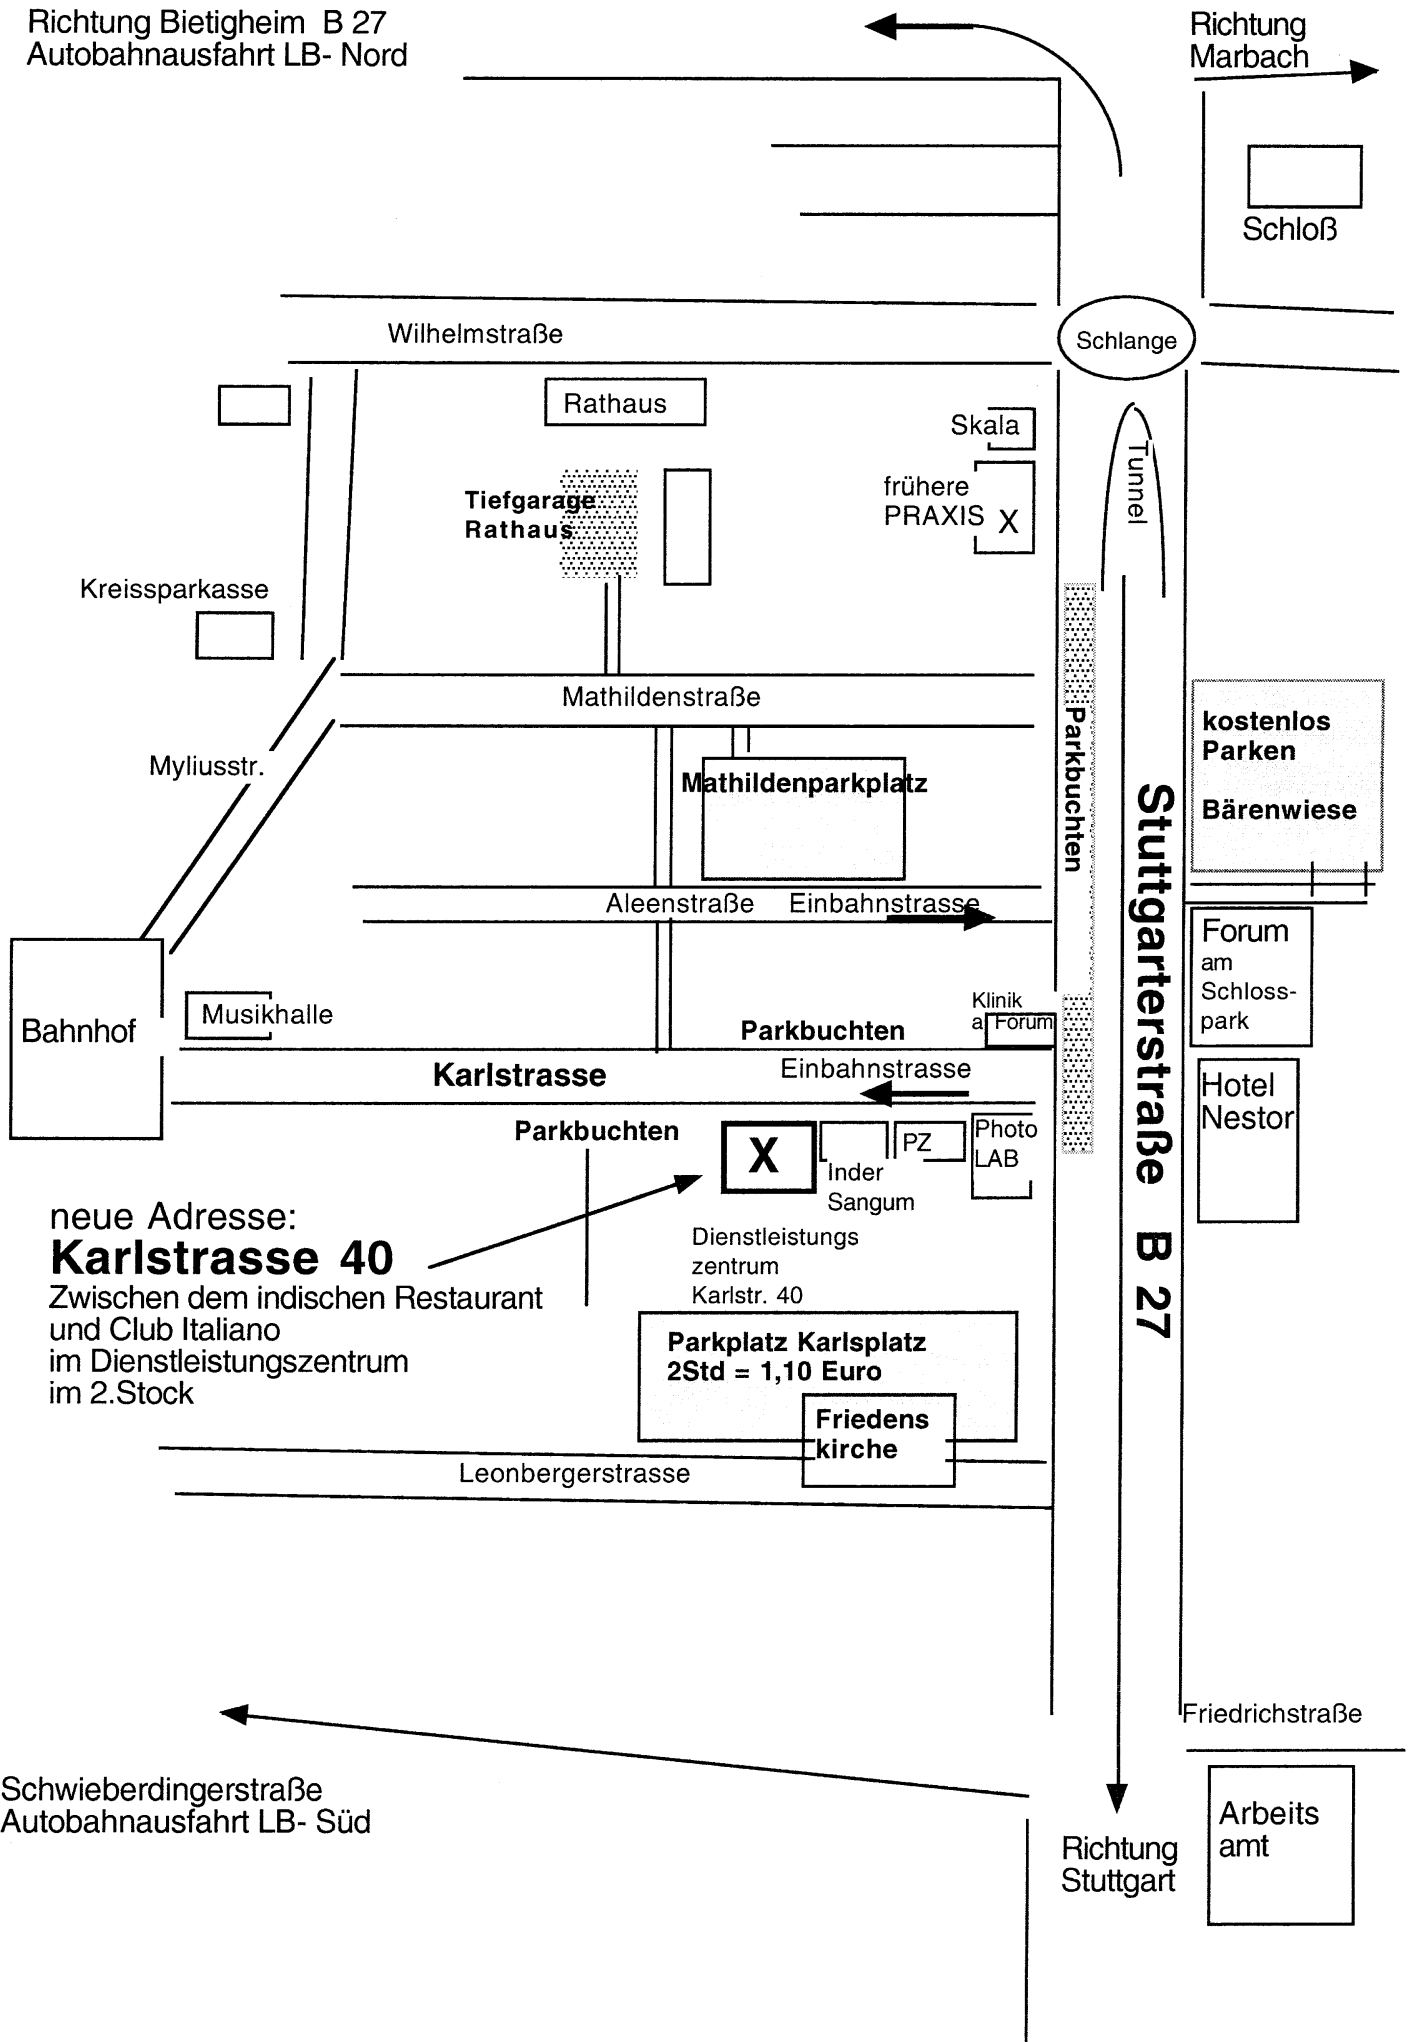 Richtung Bietigheim B 27
Autobahnausfahrt LB- Nord
Richtung
Marbach
Schloß
Wilhelmstraße
Schlange
Rathaus
Skala
Tunnel
frühere
PRAXIS X
Tiefgarage
Rathaus
Kreissparkasse
Mathildenstraße
Parkbuchten
kostenlos
Parken
Bärenwiese
Myliusstr.
Mathildenparkplatz
Stuttgarterstraße B 27
Aleenstraße Einbahnstrasse
Forum
am
Schloss-
park
Bahnhof
Musikhalle
Klinik
a Forum
Parkbuchten
Karlstrasse
Einbahnstrasse
Hotel
Nestor
Parkbuchten
X
Inder
Sangum
PZ
Photo
LAB
neue Adresse:
Karlstrasse 40
Zwischen dem indischen Restaurant
und Club Italiano
im Dienstleistungszentrum
im 2.Stock
Dienstleistungs
zentrum
Karlstr. 40
Parkplatz Karlsplatz
2Std = 1,10 Euro
Friedens
kirche
Leonbergerstrasse
Friedrichstraße
Schwieberdingerstraße
Autobahnausfahrt LB- Süd
Richtung
Stuttgart
Arbeits
amt